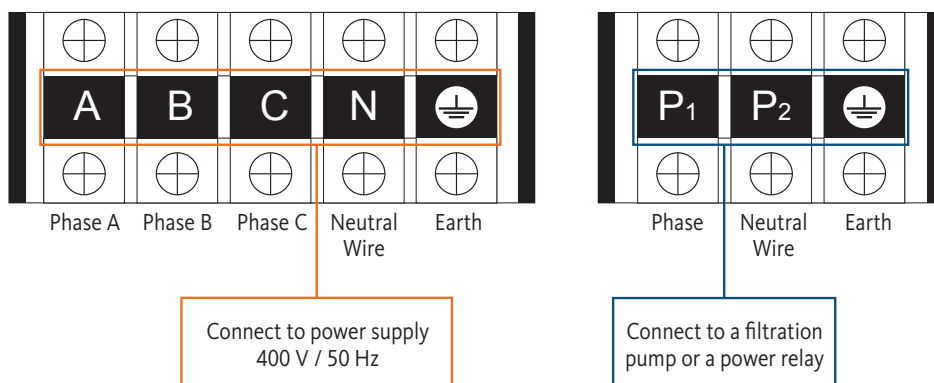 A B C N
P1 P2
Phase A Phase B Phase C Neutral Wire Earth
Phase Neutral Wire Earth
Connect to power supply
400 V / 50 Hz
Connect to a filtration
pump or a power relay